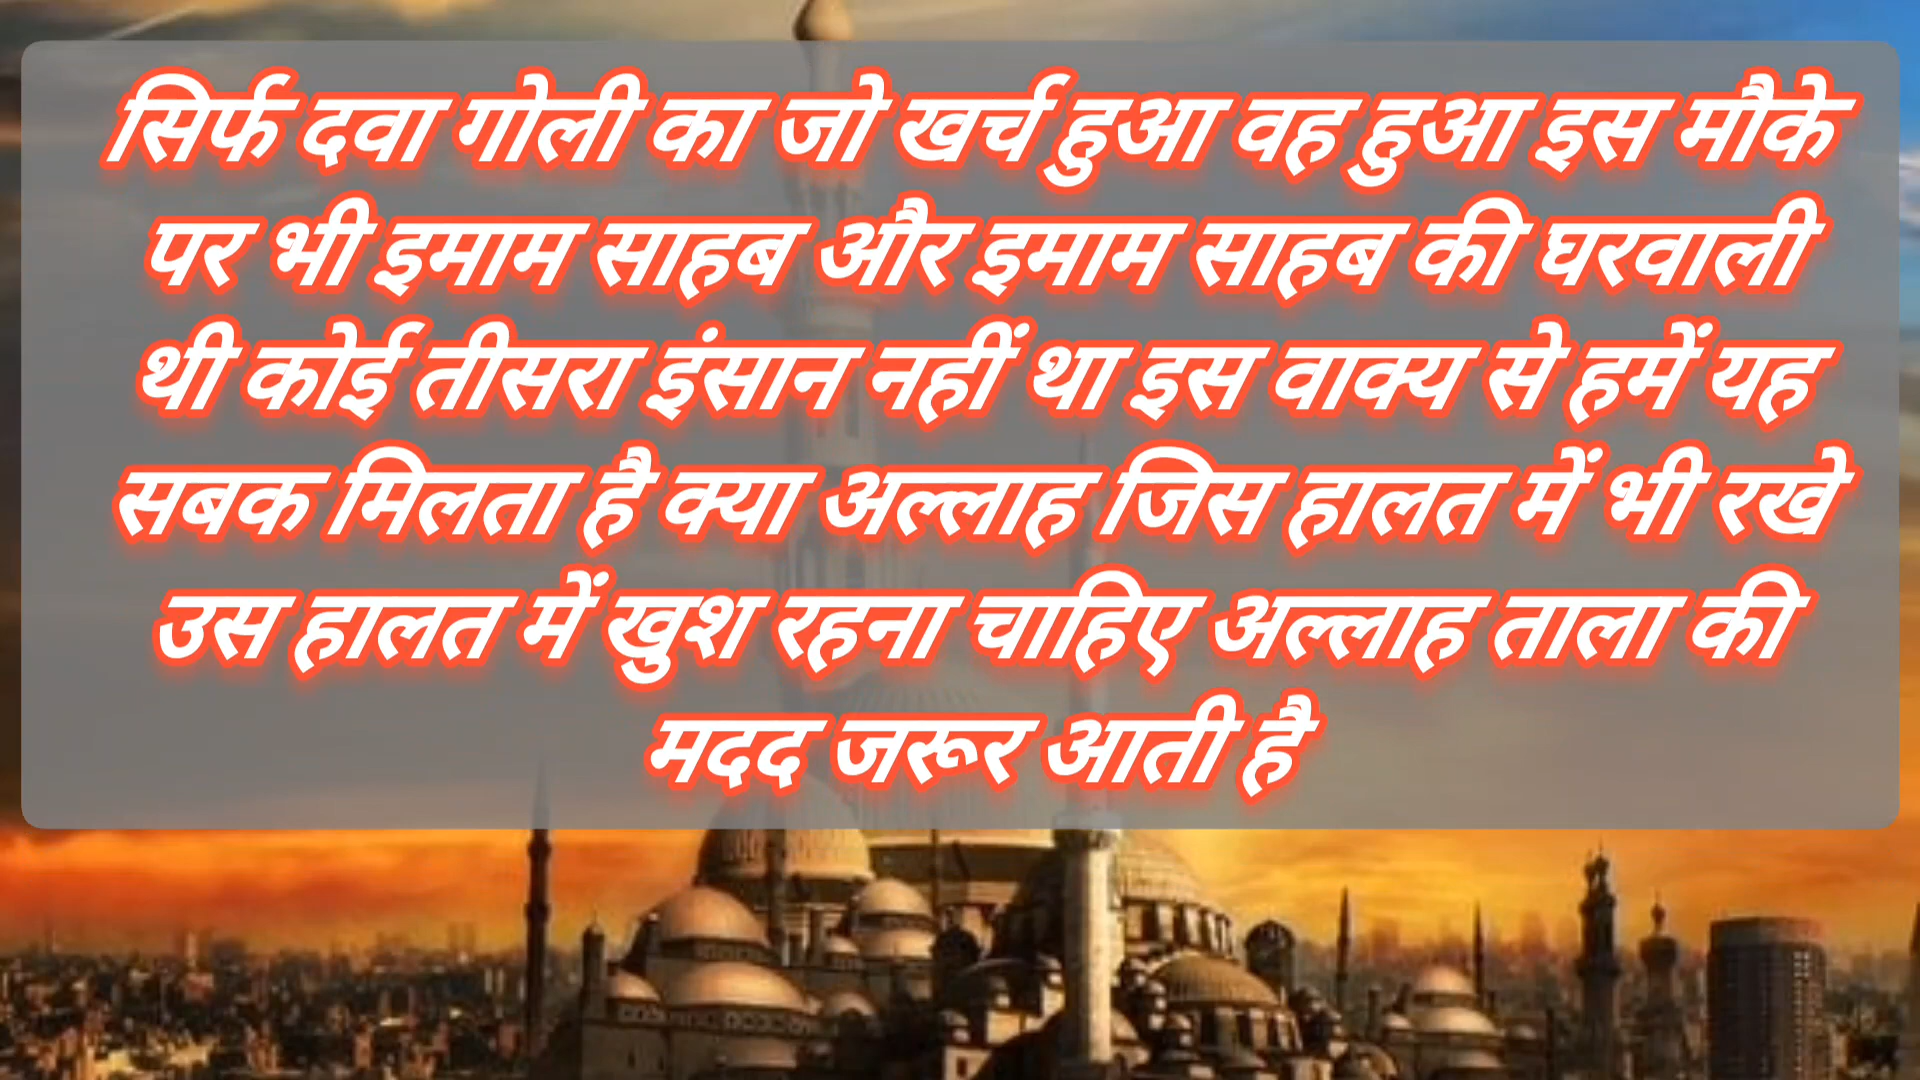 सिर्फ दवा गोली का जो खर्च हुआ वह हुआ इस मौके
पर भी इमाम साहब और इमाम साहब की घरवाली
थी कोई तीसरा इंसान नहीं था इस वाक्य से हमें यह
सबक मिलता है क्या अल्लाह जिस हालत में भी रखे
उस हालत में खुश रहना चाहिए अल्लाह ताला की
मदद जरूर आती है